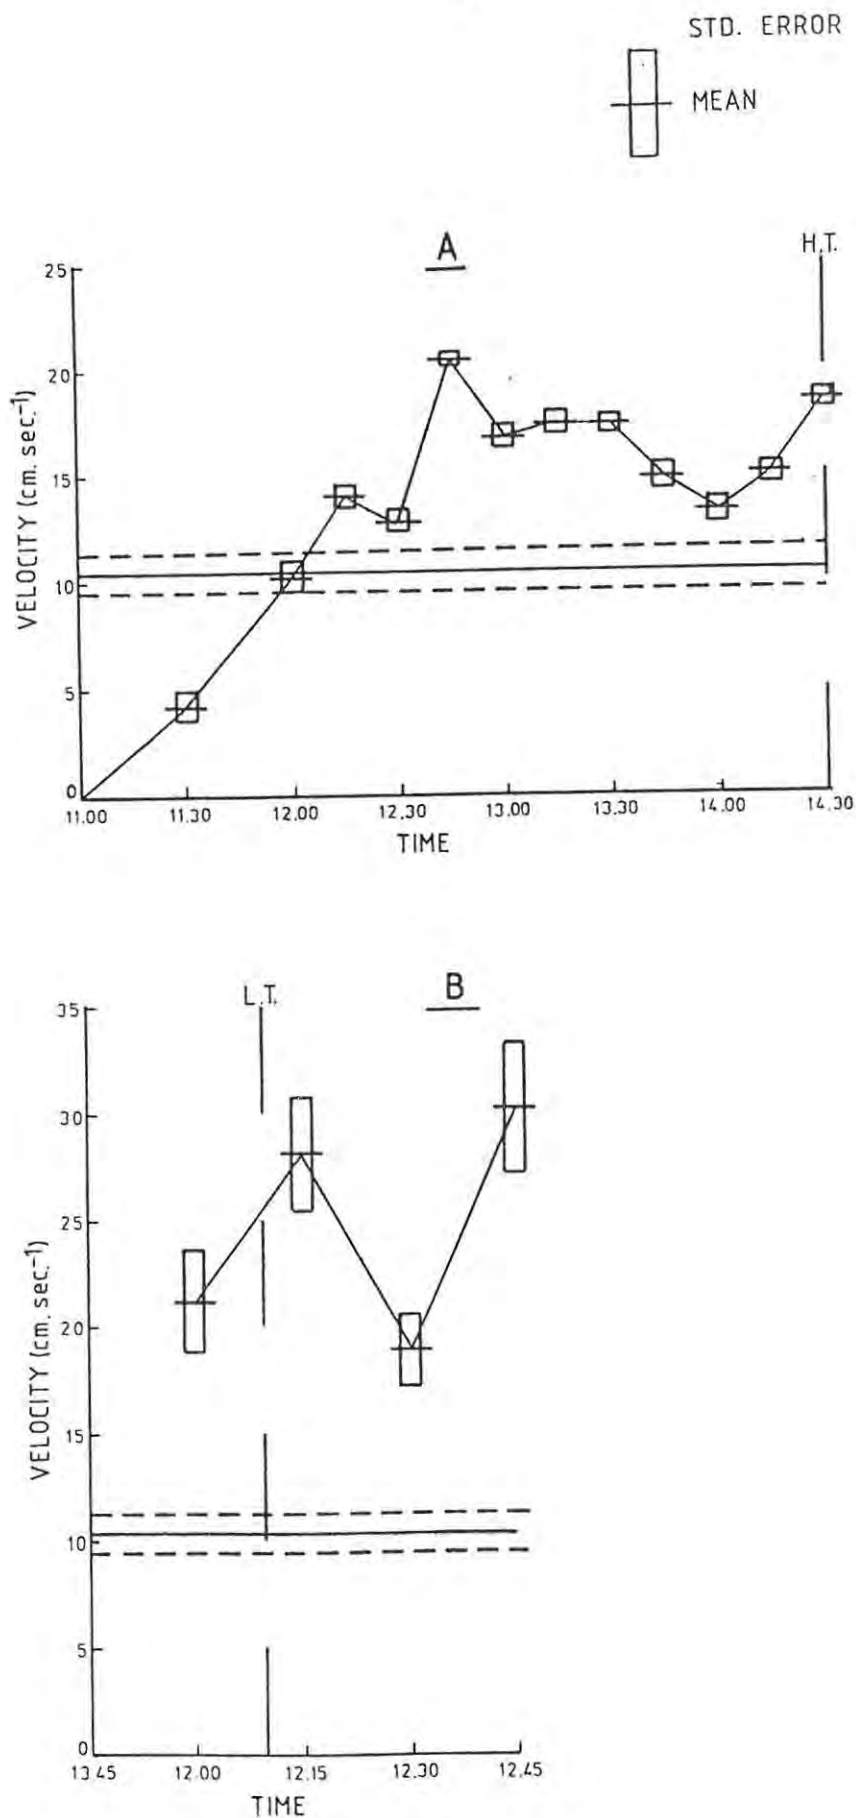 STD. ERROR
MEAN
A
H.T.
25
20
15
10
5
0
VELOCITY (cm. sec.⁻¹)
11.00 11.30 12.00 12.30 13.00 13.30 14.00 14.30
TIME
B
L.T.
35
30
25
20
15
10
5
0
VELOCITY (cm. sec.⁻¹)
13.45 12.00 12.15 12.30 12.45
TIME